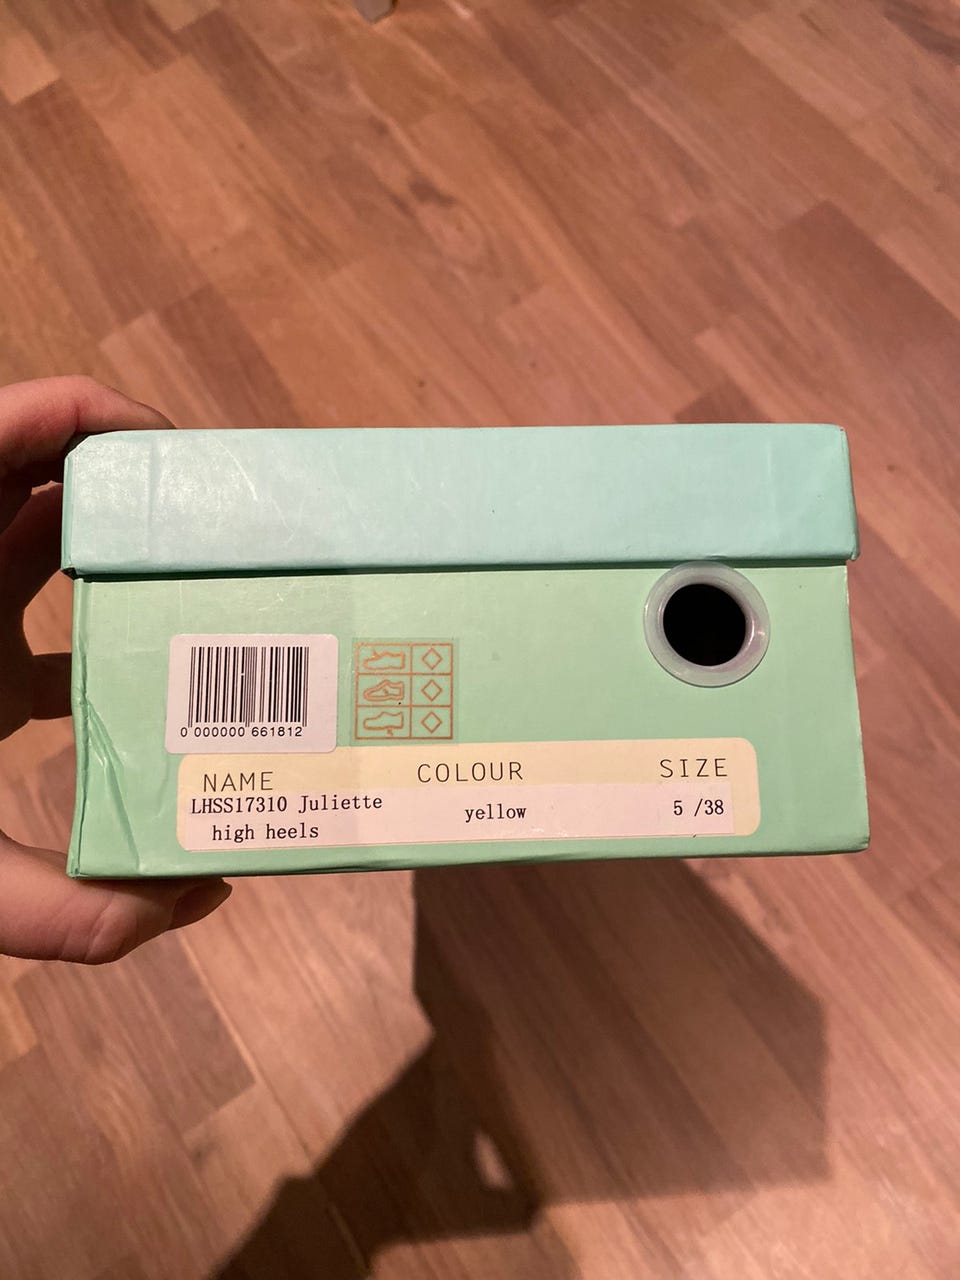 0 000000 661812
NAME COLOUR SIZE
LHSS17310 Juliette
high heels
yellow
5 /38